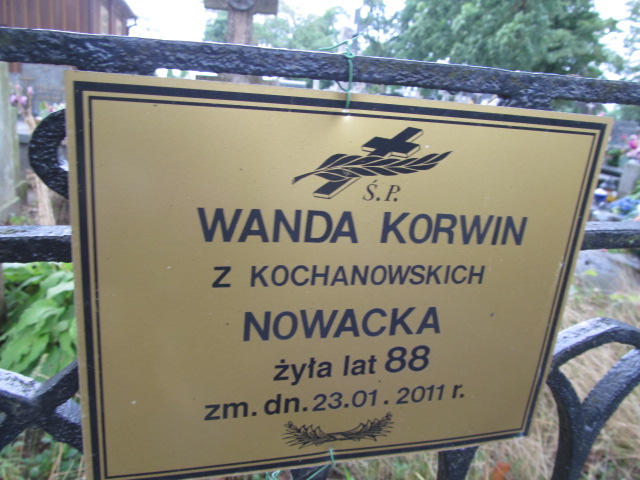 Ś.P.
WANDA KORWIN
Z KOCHANOWSKICH
NOWACKA
żyła lat 88
zm. dn. 23.01.2011 r.